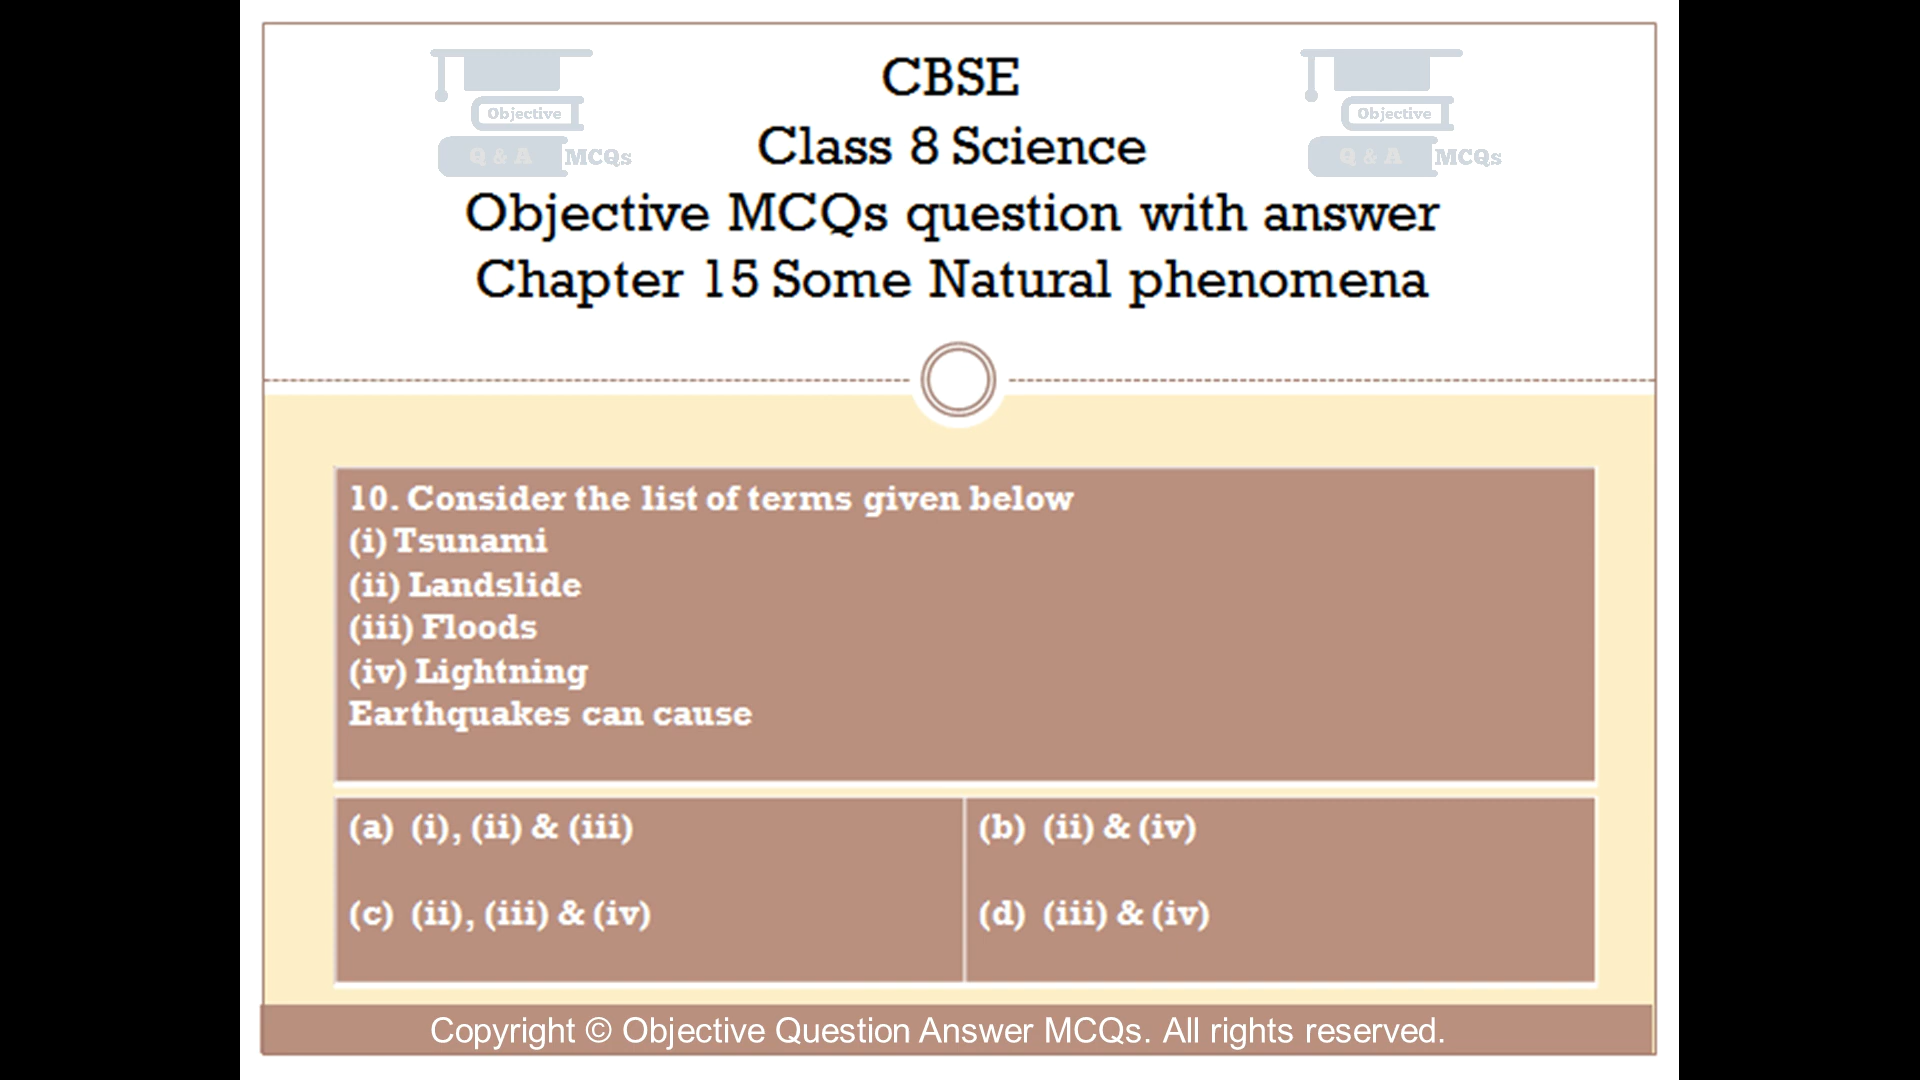 CBSE
Class 8 Science
Objective MCQs question with answer
Chapter 15 Some Natural phenomena
Objective
Q & A MCQs
Objective
Q & A MCQs
10. Consider the list of terms given below
(i) Tsunami
(ii) Landslide
(iii) Floods
(iv) Lightning
Earthquakes can cause
(a) (i), (ii) & (iii)
(b) (ii) & (iv)
(c) (ii), (iii) & (iv)
(d) (iii) & (iv)
Copyright © Objective Question Answer MCQs. All rights reserved.